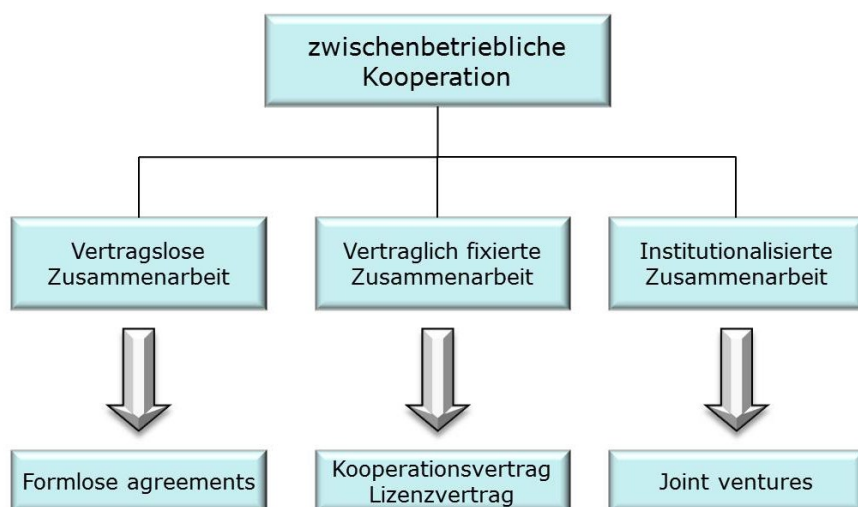 zwischenbetriebliche
Kooperation
Vertragslose
Zusammenarbeit
Vertraglich fixierte
Zusammenarbeit
Institutionalisierte
Zusammenarbeit
Formlose agreements
Kooperationsvertrag
Lizenzvertrag
Joint ventures